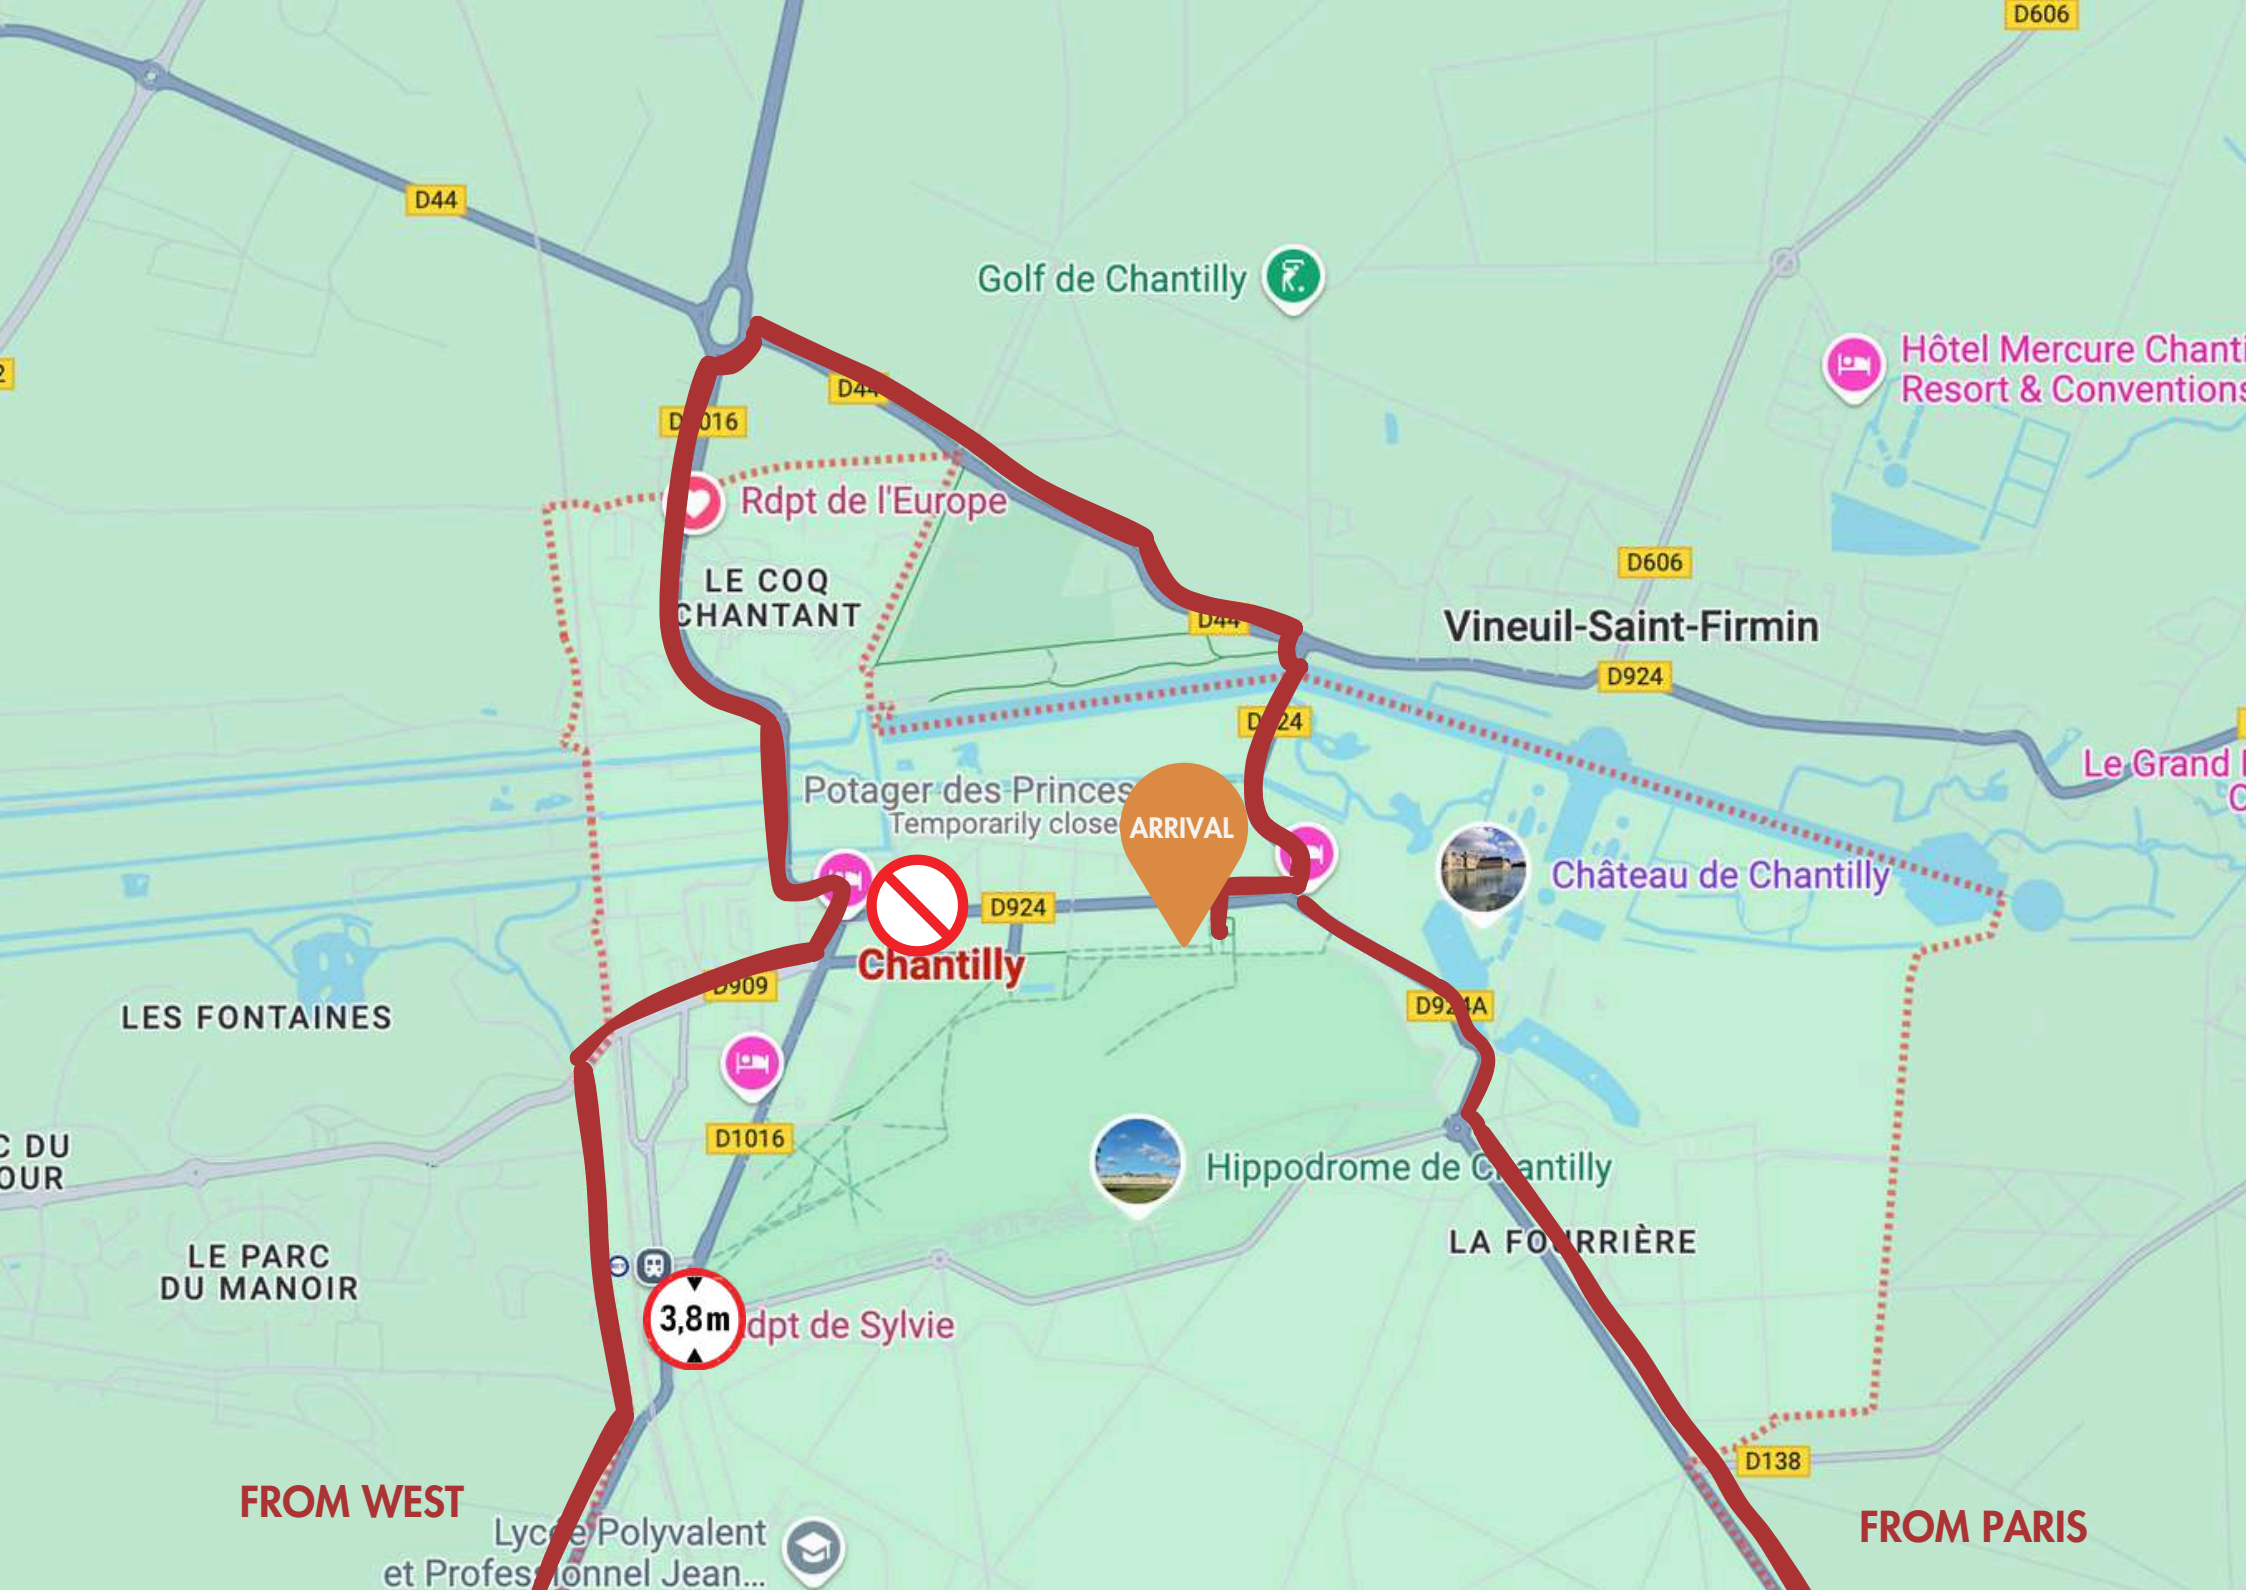 D606
D44
Golf de Chantilly
Hôtel Mercure Chanti
Resort & Conventions
2
D44
D1016
Rdpt de l'Europe
D606
LE COQ
CHANTANT
D44
Vineuil-Saint-Firmin
D924
D924
Le Grand
Potager des Princes
Temporarily close
ARRIVAL
Château de Chantilly
D924
Chantilly
D909
D924A
LES FONTAINES
D1016
C DU
OUR
Hippodrome de Chantilly
LA FOURRIÈRE
LE PARC
DU MANOIR
3,8m
dpt de Sylvie
D138
FROM WEST
FROM PARIS
Lycée Polyvalent
et Professionnel Jean...